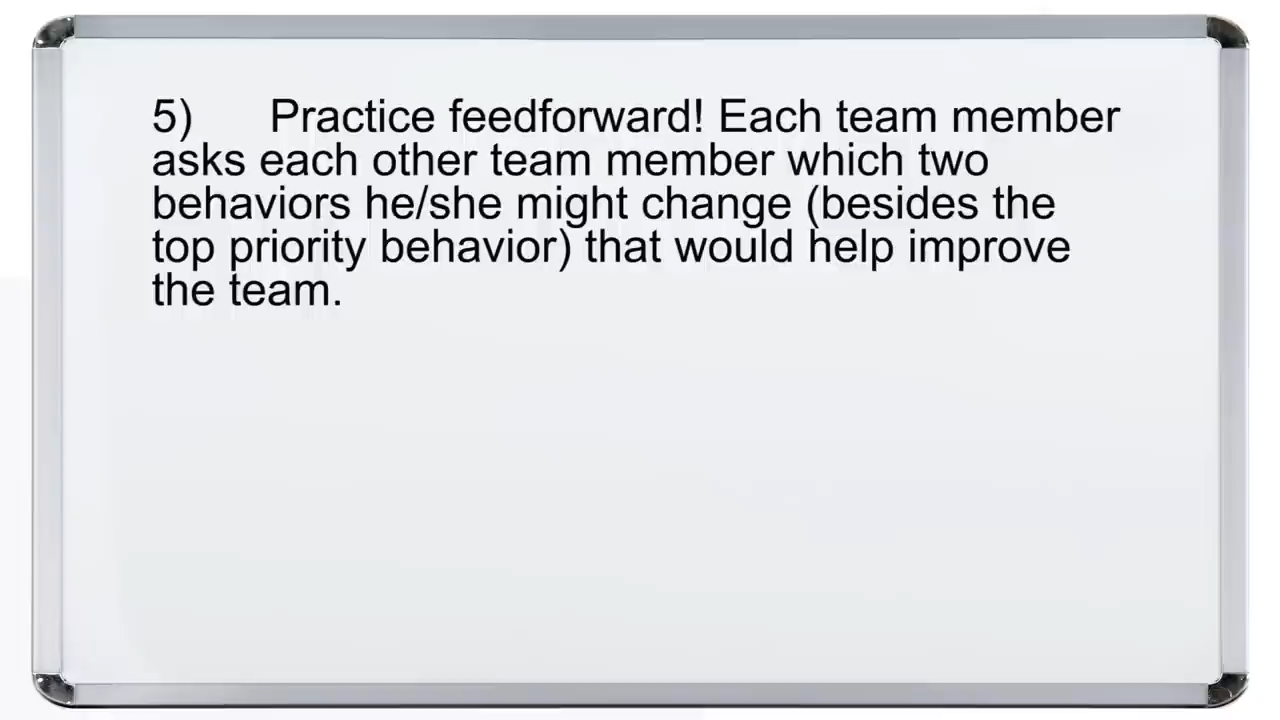 5) Practice feedforward! Each team member
asks each other team member which two
behaviors he/she might change (besides the
top priority behavior) that would help improve
the team.